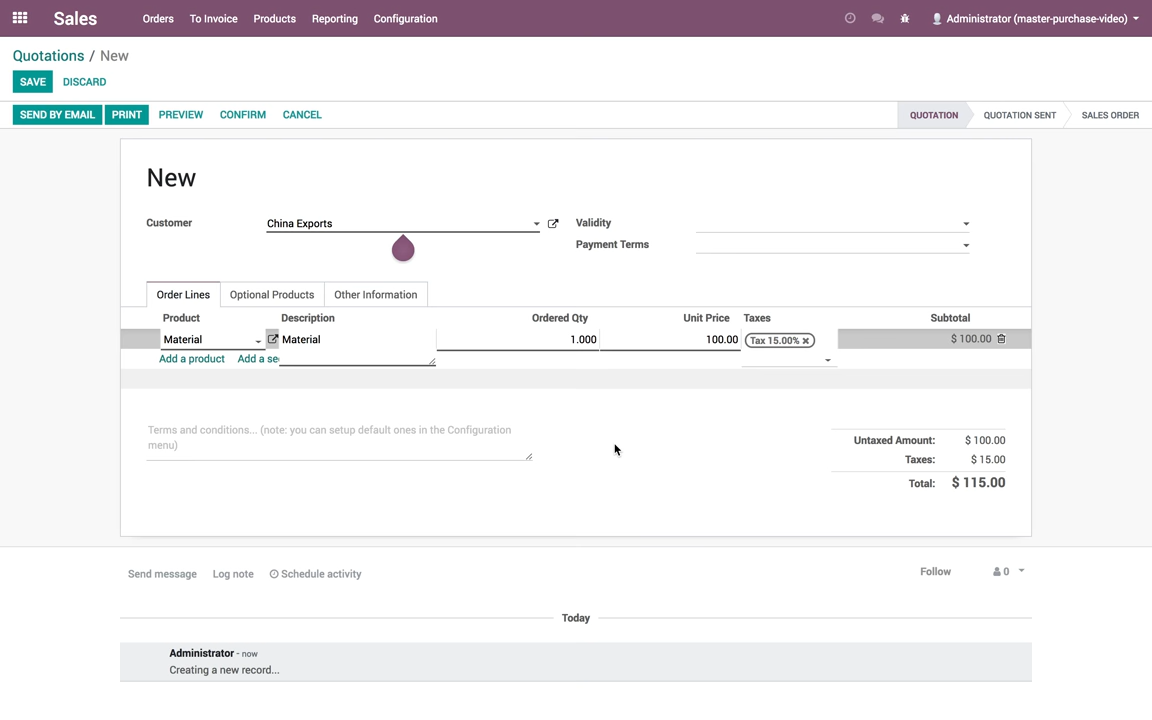 Sales Orders To Invoice Products Reporting Configuration Administrator (master-purchase-video)
Quotations / New
SAVE DISCARD
SEND BY EMAIL PRINT PREVIEW CONFIRM CANCEL QUOTATION QUOTATION SENT SALES ORDER
New
Customer China Exports Validity
Payment Terms
Order Lines Optional Products Other Information
Product Description Ordered Qty Unit Price Taxes Subtotal
Material Material 1.000 100.00 Tax 15.00% × $ 100.00
Add a product Add a se
Terms and conditions... (note: you can setup default ones in the Configuration
menu)
Untaxed Amount: $ 100.00
Taxes: $ 15.00
Total: $ 115.00
Send message Log note Schedule activity Follow 0
Today
Administrator - now
Creating a new record...